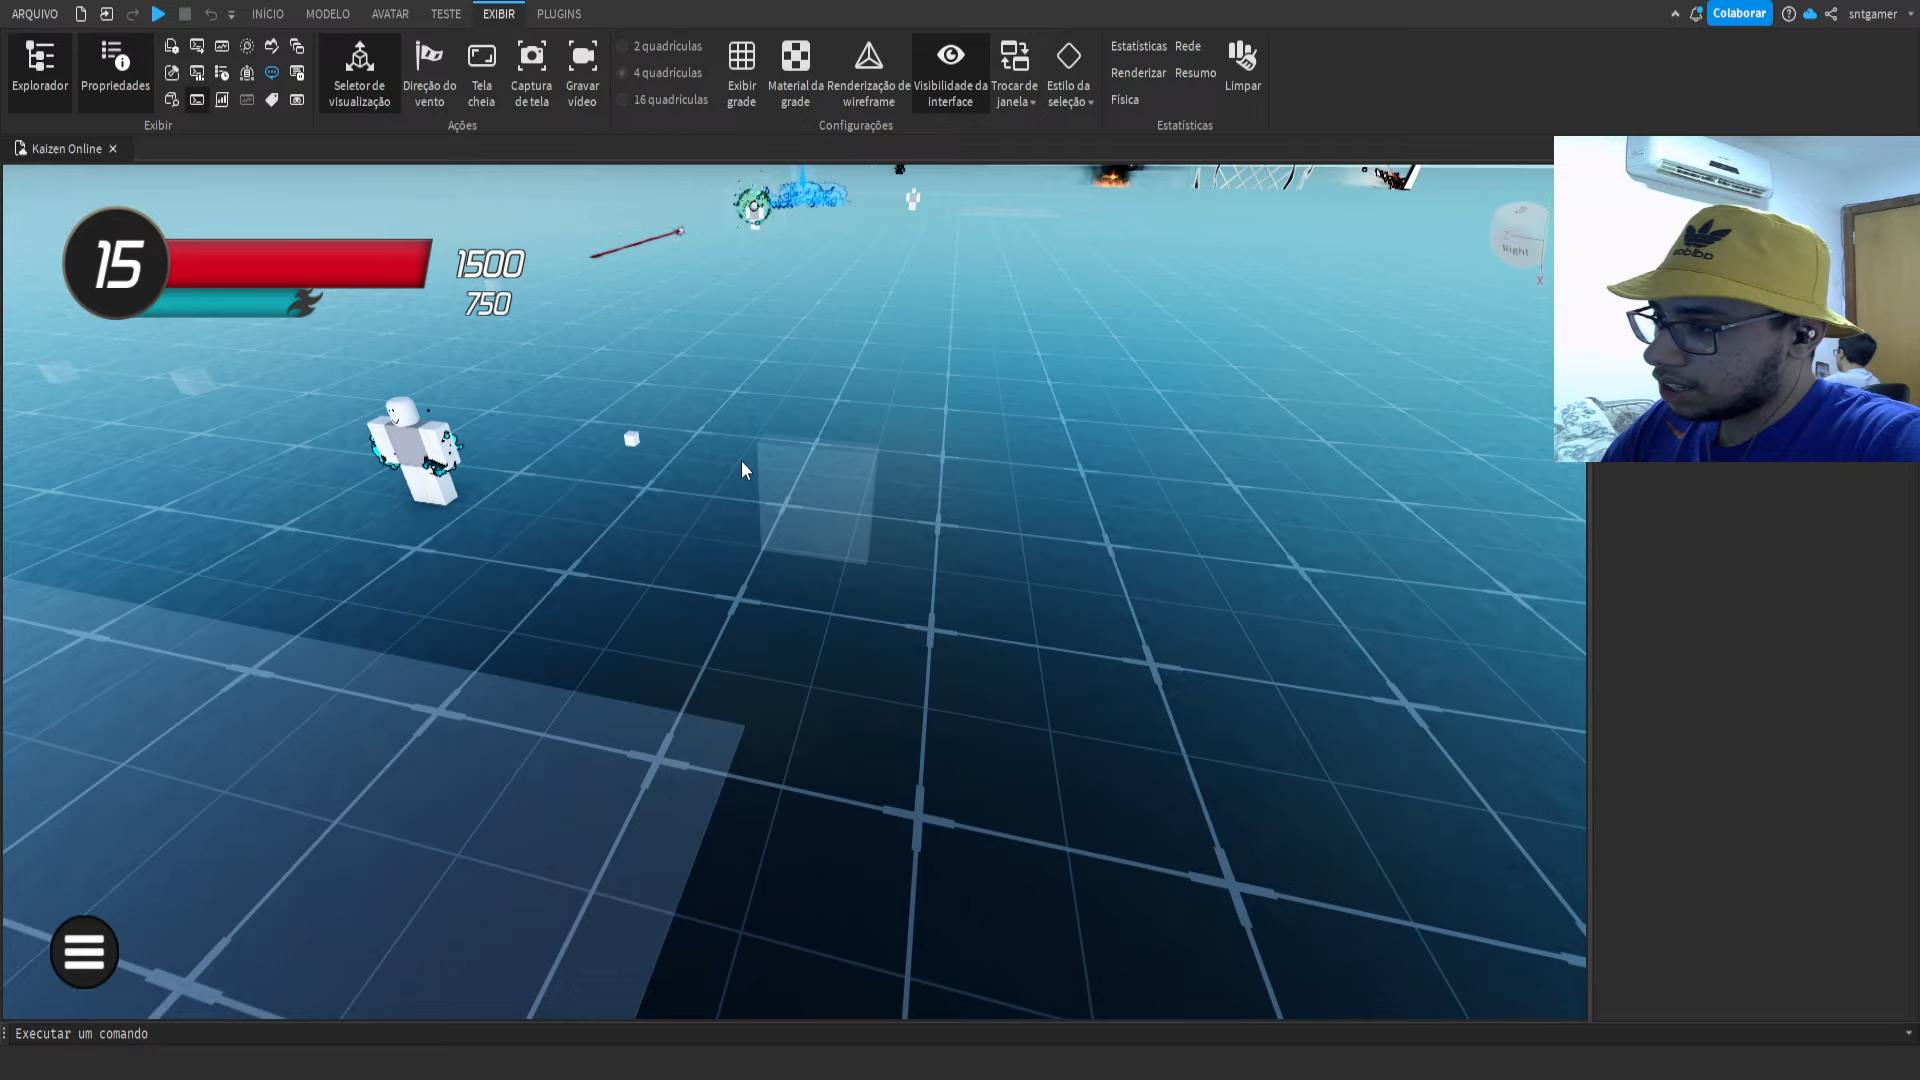 ARQUIVO
INÍCIO
MODELO
AVATAR
TESTE
EXIBIR
PLUGINS
Colaborar
sntgamer
Explorador
Propriedades
Exibir
Seletor de visualização
Direção do vento
Tela cheia
Captura de tela
Gravar vídeo
Ações
2 quadrículas
4 quadrículas
16 quadrículas
Exibir grade
Material da grade
Renderização de wireframe
Visibilidade da interface
Trocar de janela
Estilo da seleção
Configurações
Estatísticas
Rede
Renderizar
Resumo
Física
Limpar
Estatísticas
Kaizen Online
15
1500
750
Right
Z
X
adidas
Executar um comando